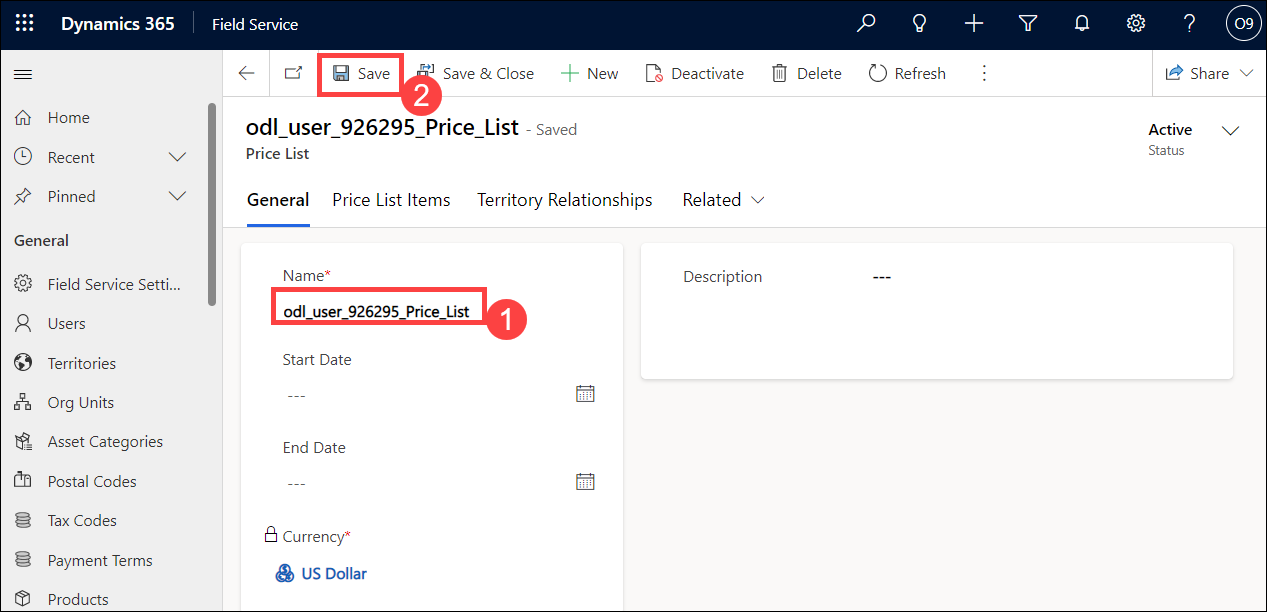 Dynamics 365 Field Service O9
Save Save & Close New Deactivate Delete Refresh Share
2
Home
Recent
Pinned
General
Field Service Setti...
Users
Territories
Org Units
Asset Categories
Postal Codes
Tax Codes
Payment Terms
Products
odl_user_926295_Price_List - Saved
Price List
Active
Status
General Price List Items Territory Relationships Related
Name*
odl_user_926295_Price_List
1
Start Date
---
End Date
---
Currency*
US Dollar
Description ---